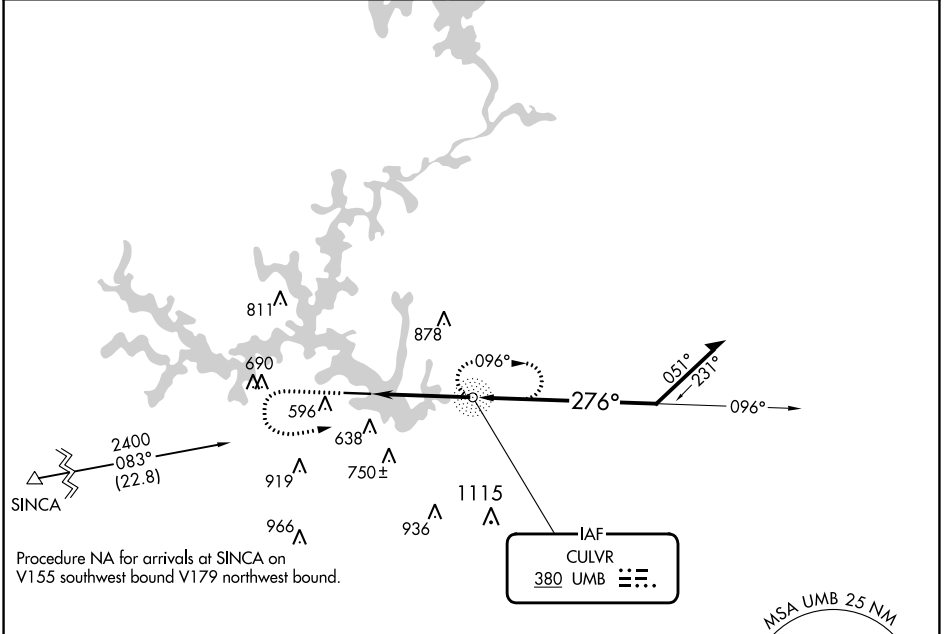 811
878
690
096°
051°
231°
596
276°
096°
638
2400
083°
(22.8)
SINCA
919
750±
1115
966
936
IAF
CULVR
380 UMB
Procedure NA for arrivals at SINCA on
V155 southwest bound V179 northwest bound.
MSA UMB 25 NM